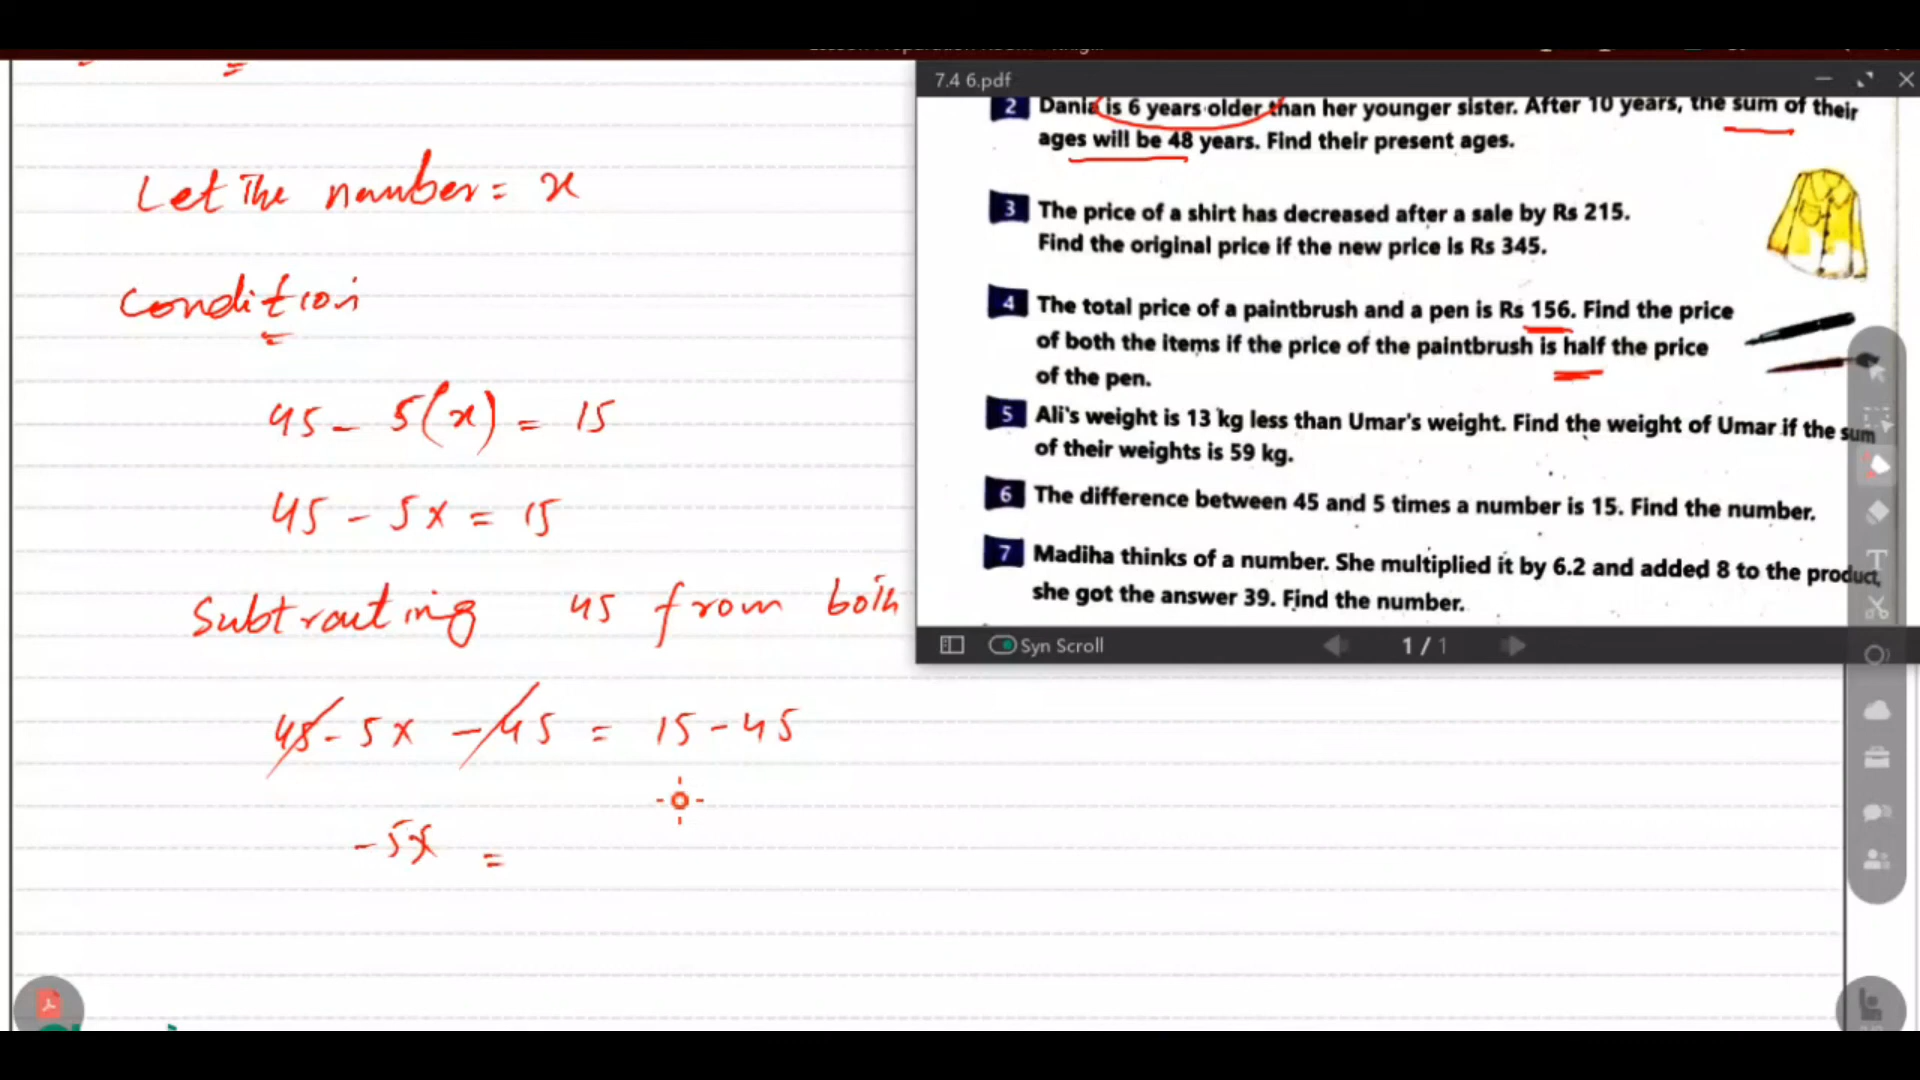 Let The number = x
Condition
45 - 5(x) = 15
45 - 5x = 15
Subtracting 45 from both
45 - 5x - 45 = 15 - 45
-5x =
7.4 6.pdf
2 Dania is 6 years older than her younger sister. After 10 years, the sum of their
ages will be 48 years. Find their present ages.
3 The price of a shirt has decreased after a sale by Rs 215.
Find the original price if the new price is Rs 345.
4 The total price of a paintbrush and a pen is Rs 156. Find the price
of both the items if the price of the paintbrush is half the price
of the pen.
5 Ali's weight is 13 kg less than Umar's weight. Find the weight of Umar if the sum
of their weights is 59 kg.
6 The difference between 45 and 5 times a number is 15. Find the number.
7 Madiha thinks of a number. She multiplied it by 6.2 and added 8 to the product,
she got the answer 39. Find the number.
Syn Scroll
1 / 1